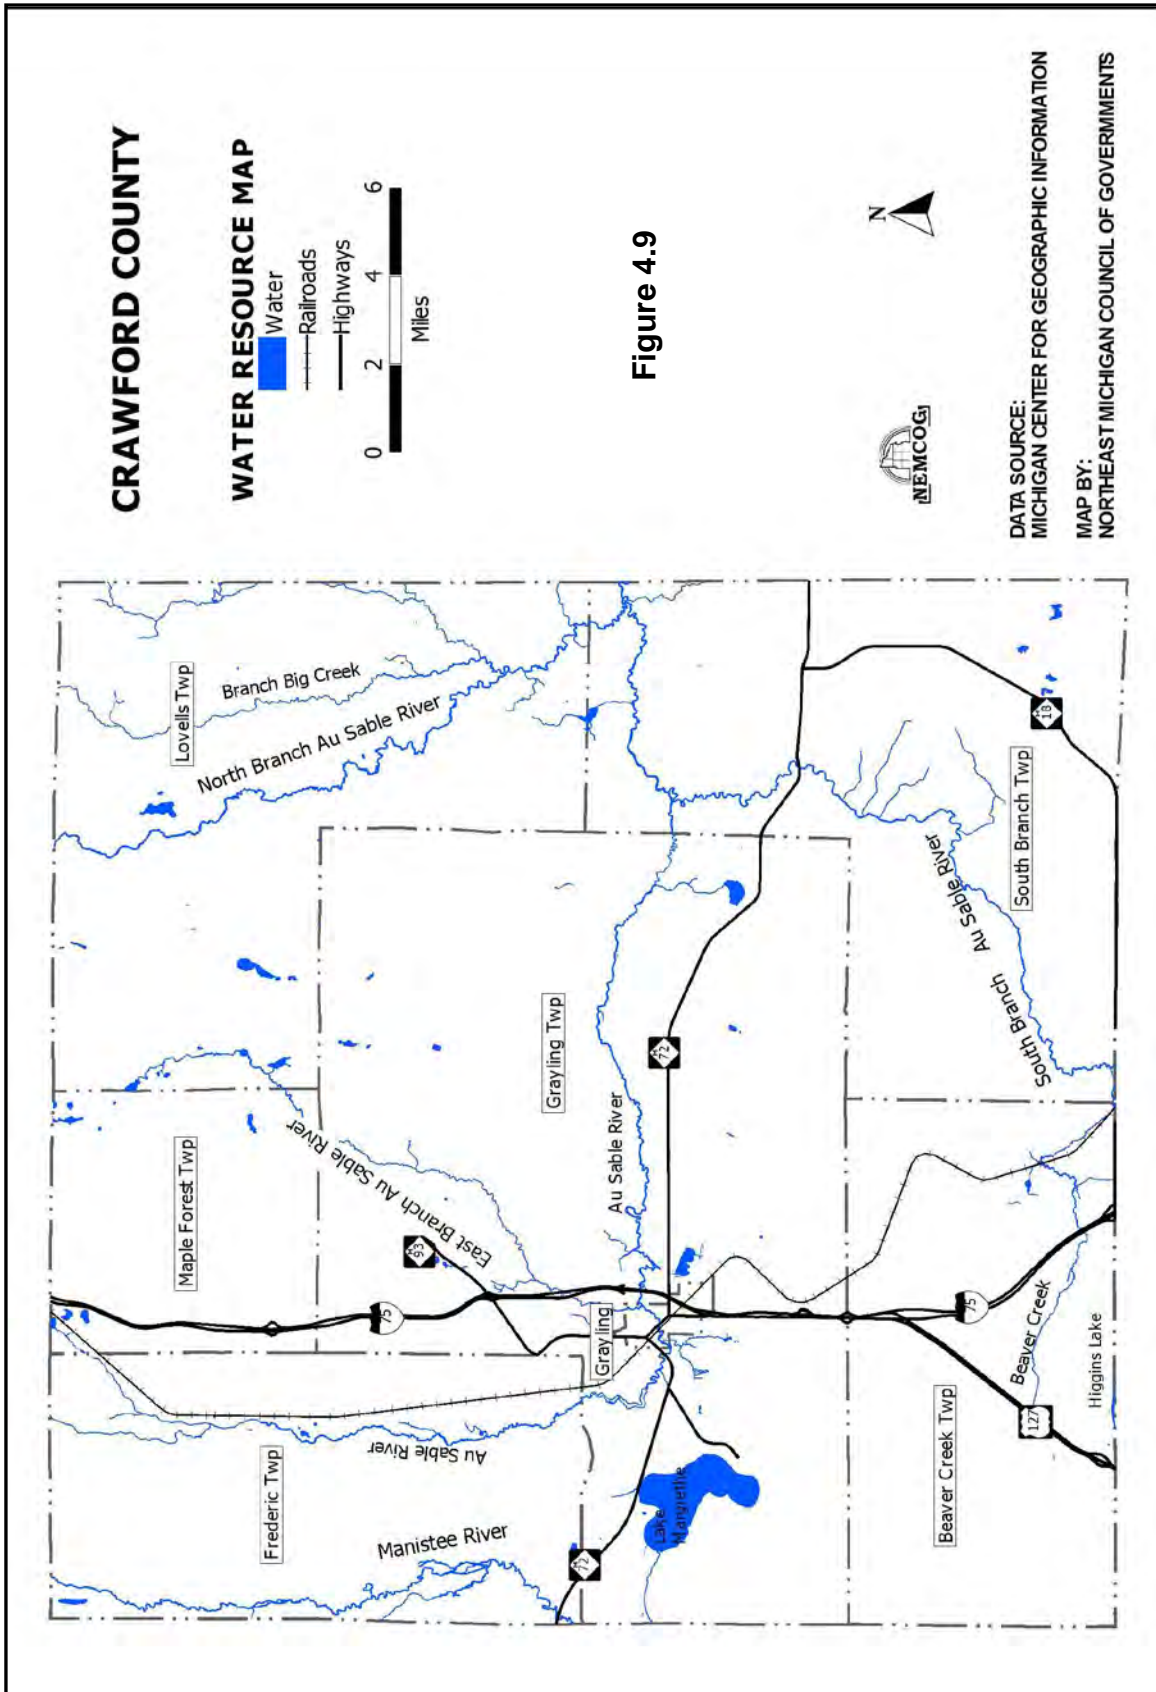 CRAWFORD COUNTY
WATER RESOURCE MAP
Water
Railroads
Highways
0 2 4 6
Miles
Figure 4.9
N
NEMCOG
DATA SOURCE:
MICHIGAN CENTER FOR GEOGRAPHIC INFORMATION
MAP BY:
NORTHEAST MICHIGAN COUNCIL OF GOVERNMENTS
Frederic Twp
Maple Forest Twp
Lovells Twp
Manistee River
Au Sable River
East Branch Au Sable River
North Branch Au Sable River
Branch Big Creek
M
93
75
Grayling
Grayling Twp
Au Sable River
M
72
M
72
Lake
Margrethe
Beaver Creek Twp
Beaver Creek
Higgins Lake
127
75
South Branch Au Sable River
South Branch Twp
M
18